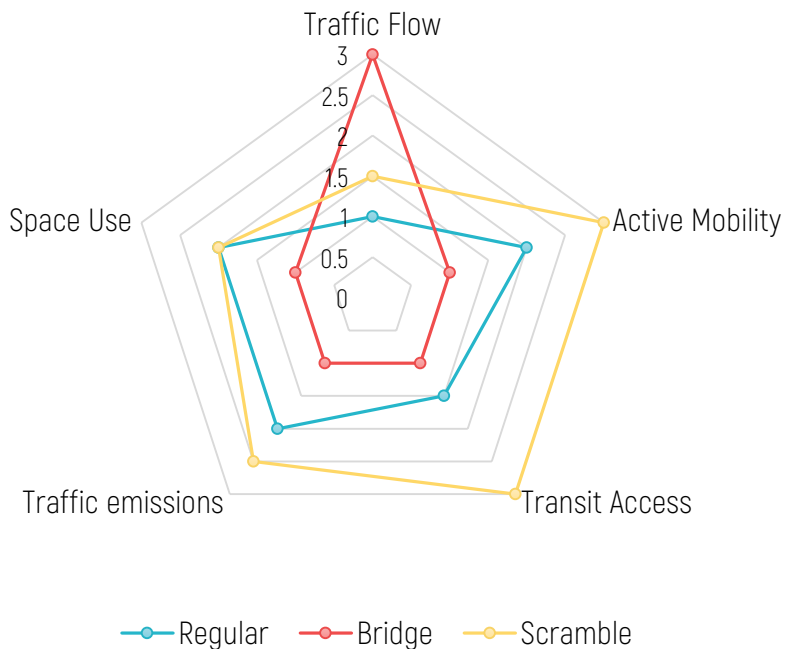 Traffic Flow
3
2.5
2
1.5
1
0.5
0
Space Use
Active Mobility
Traffic emissions
Transit Access
Regular Bridge Scramble